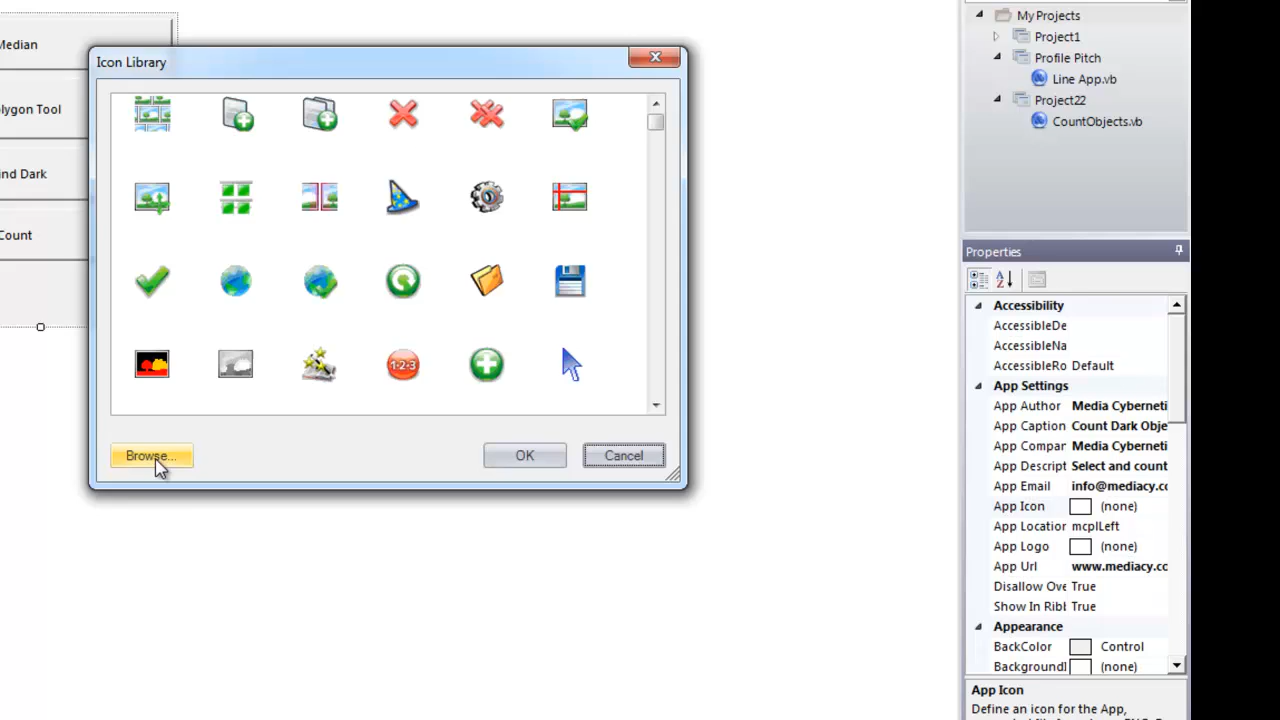 Median
lygon Tool
ind Dark
Count
Icon Library
1-2-3
Browse...
OK
Cancel
My Projects
Project1
Profile Pitch
Line App.vb
Project22
CountObjects.vb
Properties
A
Z
Accessibility
AccessibleDe
AccessibleNa
AccessibleRo Default
App Settings
App Author Media Cyberneti
App Caption Count Dark Obje
App Compar Media Cyberneti
App Descript Select and count
App Email info@mediacy.co
App Icon (none)
App Location mcplLeft
App Logo (none)
App Url www.mediacy.cc
Disallow Ove True
Show In Ribl True
Appearance
BackColor Control
BackgroundI (none)
App Icon
Define an icon for the App,